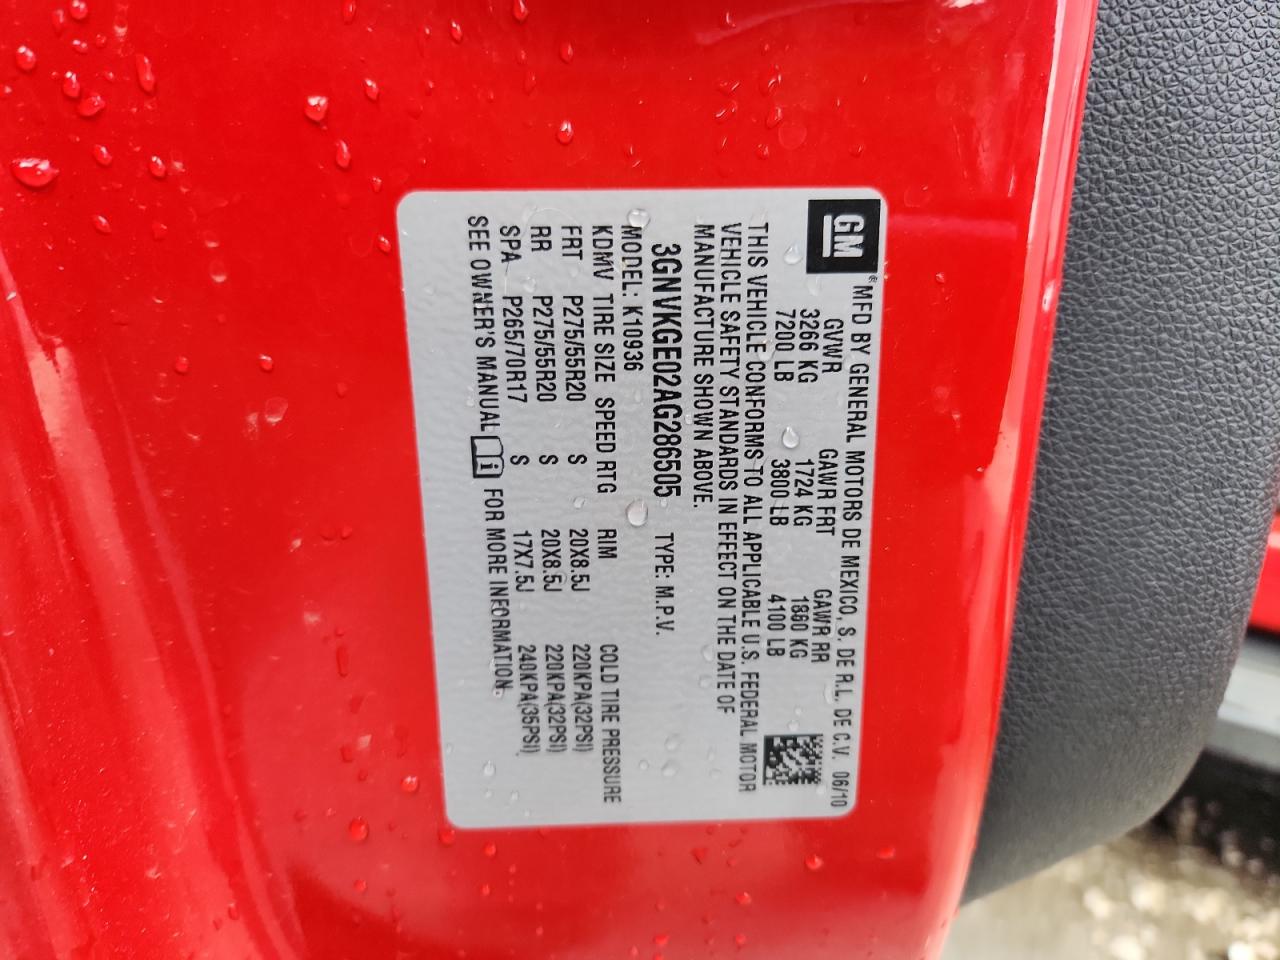 GM
® MFD BY GENERAL MOTORS DE MEXICO, S. DE R.L. DE C.V. 06/10
GVWR GAWR FRT GAWR RR
3266 KG 1724 KG 1860 KG
7200 LB 3800 LB 4100 LB
THIS VEHICLE CONFORMS TO ALL APPLICABLE U.S. FEDERAL MOTOR
VEHICLE SAFETY STANDARDS IN EFFECT ON THE DATE OF
MANUFACTURE SHOWN ABOVE.
3GNVKGE02AG286505 TYPE: M.P.V.
MODEL: K10936
KDMV TIRE SIZE SPEED RTG RIM COLD TIRE PRESSURE
FRT P275/55R20 S 20X8.5J 220KPA(32PSI)
RR P275/55R20 S 20X8.5J 220KPA(32PSI)
SPA P265/70R17 S 17X7.5J 240KPA(35PSI)
SEE OWNER'S MANUAL i FOR MORE INFORMATION.